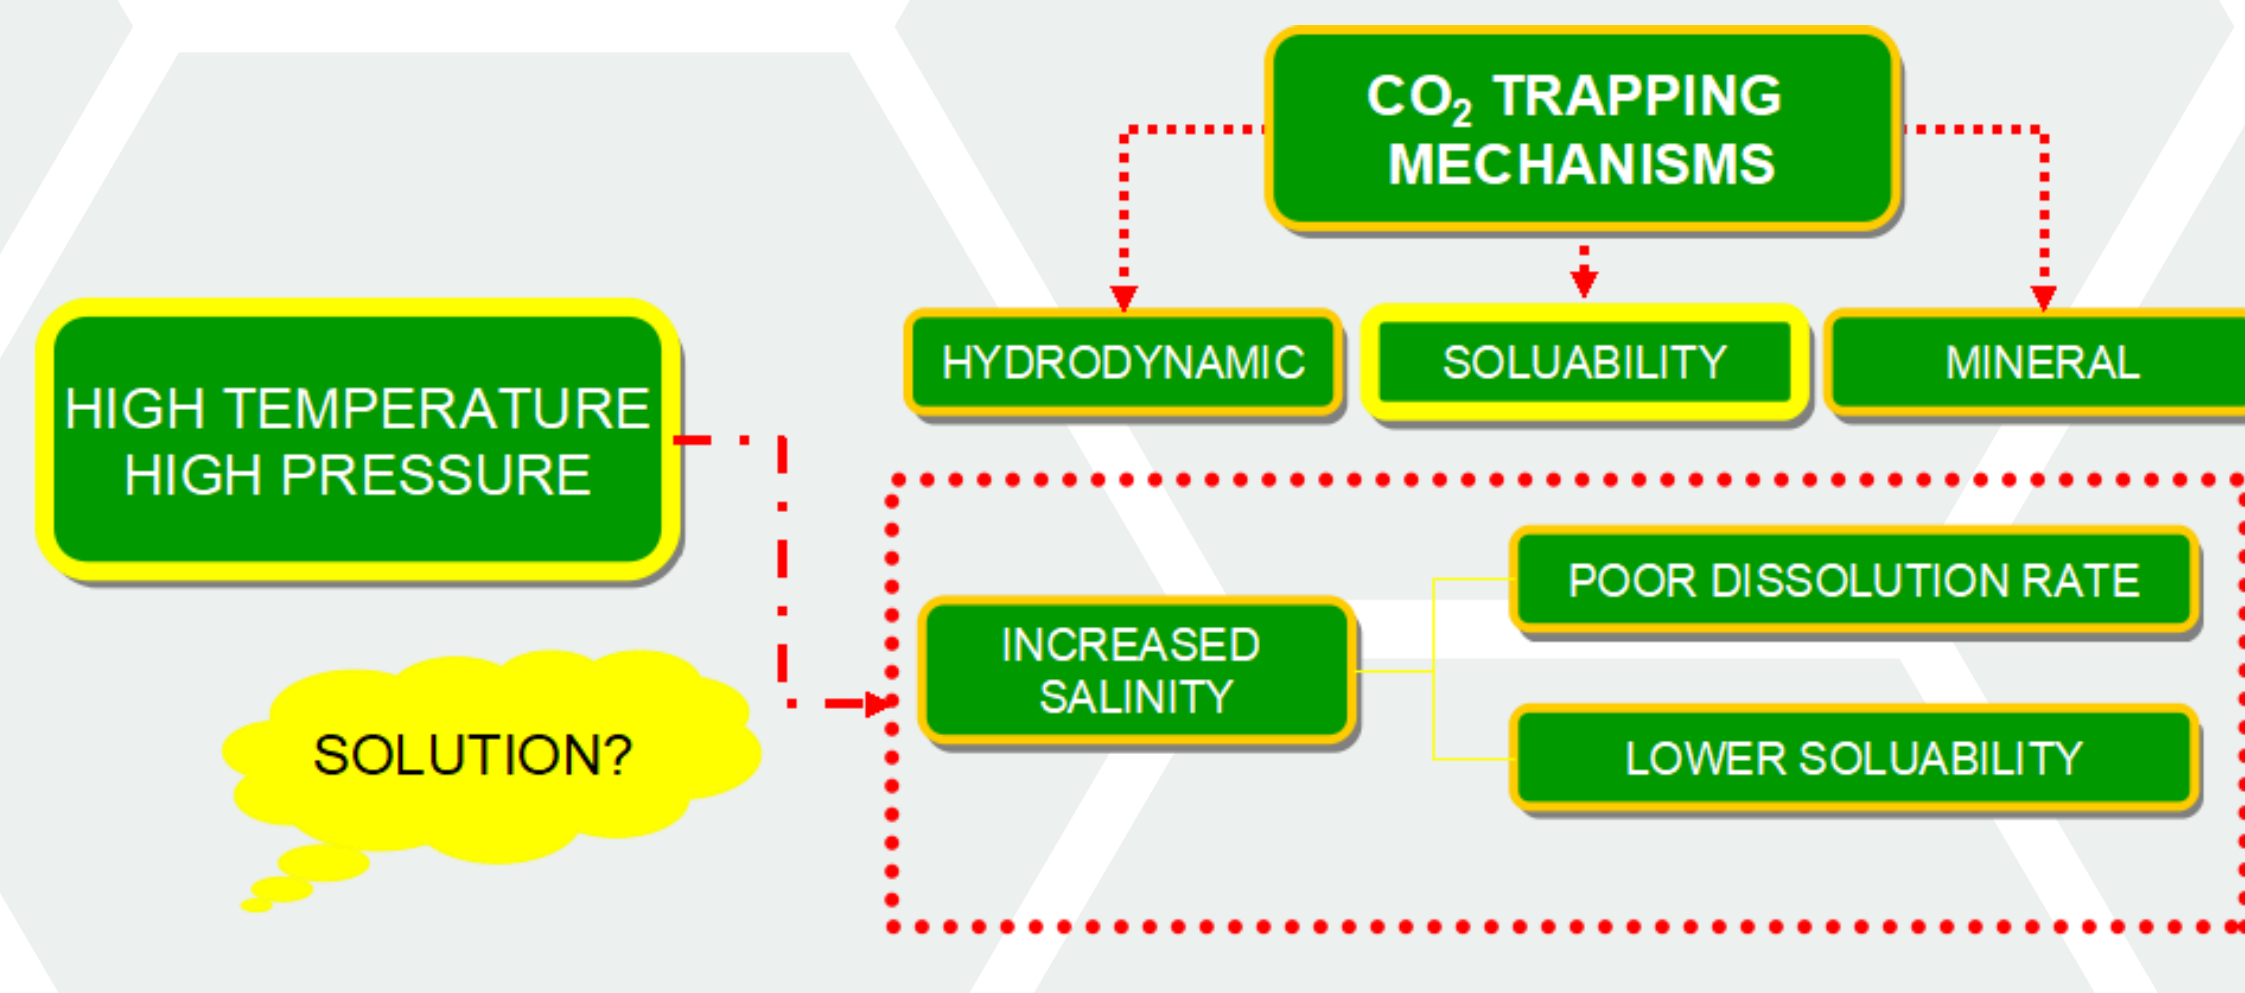 CO₂ TRAPPING
MECHANISMS
HYDRODYNAMIC
SOLUABILITY
MINERAL
HIGH TEMPERATURE
HIGH PRESSURE
POOR DISSOLUTION RATE
INCREASED
SALINITY
LOWER SOLUABILITY
SOLUTION?